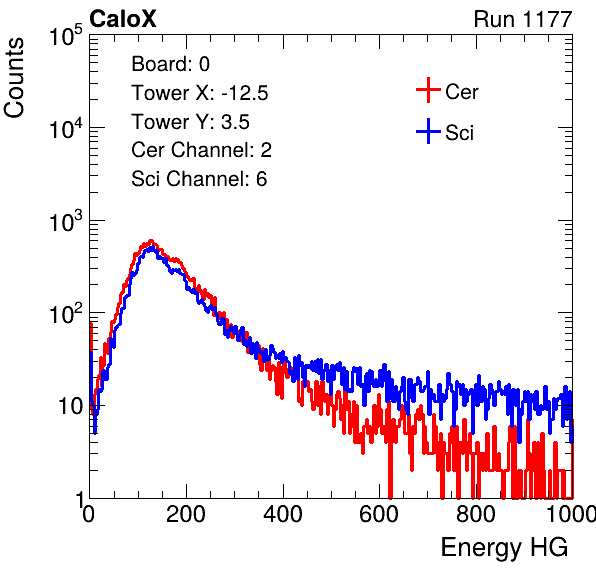 CaloX Run 1177
Counts
10^5
10^4
10^3
10^2
10
1
Board: 0
Tower X: -12.5
Tower Y: 3.5
Cer Channel: 2
Sci Channel: 6
Cer
Sci
0 200 400 600 800 1000
Energy HG